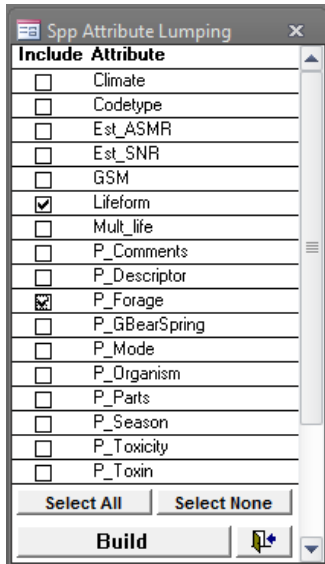 Spp Attribute Lumping
Include Attribute
Climate
Codetype
Est_ASMR
Est_SNR
GSM
Lifeform
Mult_life
P_Comments
P_Descriptor
P_Forage
P_GBearSpring
P_Mode
P_Organism
P_Parts
P_Season
P_Toxicity
P_Toxin
Select All Select None
Build